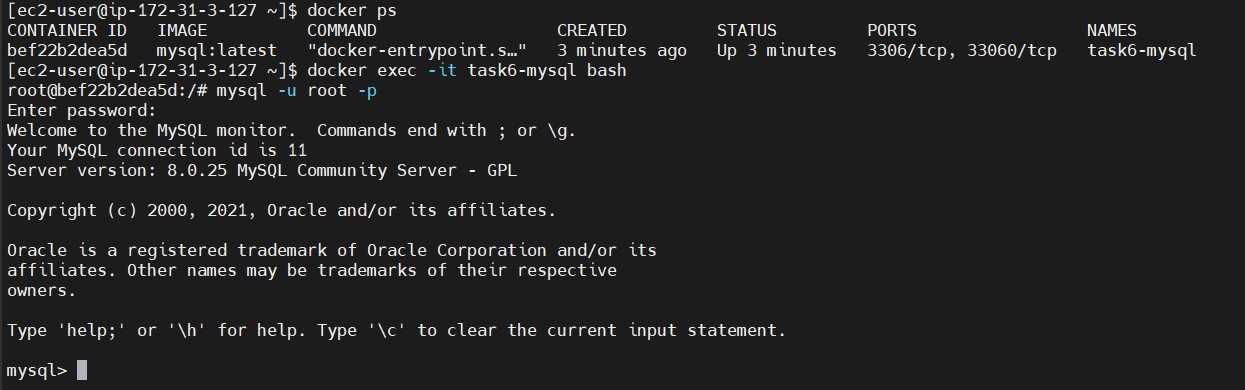 [ec2-user@ip-172-31-3-127 ~]$ docker ps
CONTAINER ID   IMAGE          COMMAND                  CREATED         STATUS         PORTS                 NAMES
bef22b2dea5d   mysql:latest   "docker-entrypoint.s…"   3 minutes ago   Up 3 minutes   3306/tcp, 33060/tcp   task6-mysql
[ec2-user@ip-172-31-3-127 ~]$ docker exec -it task6-mysql bash
root@bef22b2dea5d:/# mysql -u root -p
Enter password:
Welcome to the MySQL monitor.  Commands end with ; or \g.
Your MySQL connection id is 11
Server version: 8.0.25 MySQL Community Server - GPL

Copyright (c) 2000, 2021, Oracle and/or its affiliates.

Oracle is a registered trademark of Oracle Corporation and/or its
affiliates. Other names may be trademarks of their respective
owners.

Type 'help;' or '\h' for help. Type '\c' to clear the current input statement.

mysql>